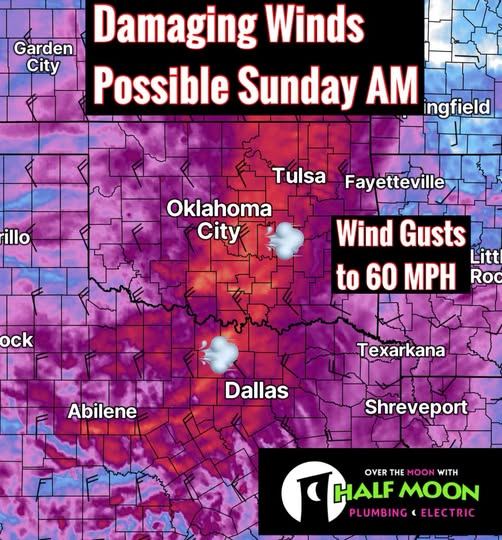 Damaging Winds
Possible Sunday AM
Garden
City
ingfield
Tulsa
Fayetteville
Oklahoma
City
rillo
Wind Gusts
to 60 MPH
Littl
Roc
ock
Texarkana
Dallas
Abilene
Shreveport
OVER THE MOON WITH
HALF MOON
PLUMBING ELECTRIC